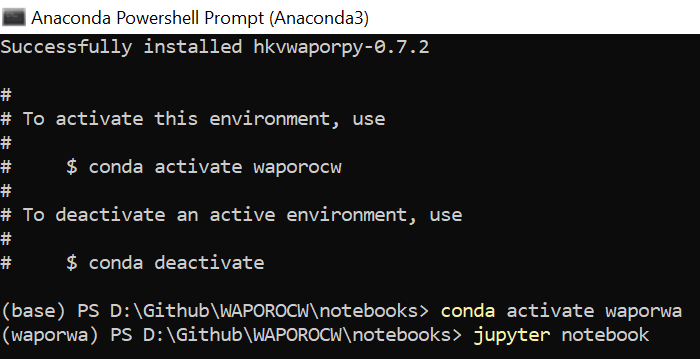 Anaconda Powershell Prompt (Anaconda3)
Successfully installed hkvwaporpy-0.7.2
#
# To activate this environment, use
#
#     $ conda activate waporocw
#
# To deactivate an active environment, use
#
#     $ conda deactivate
(base) PS D:\Github\WAPOROCW\notebooks> conda activate waporwa
(waporwa) PS D:\Github\WAPOROCW\notebooks> jupyter notebook